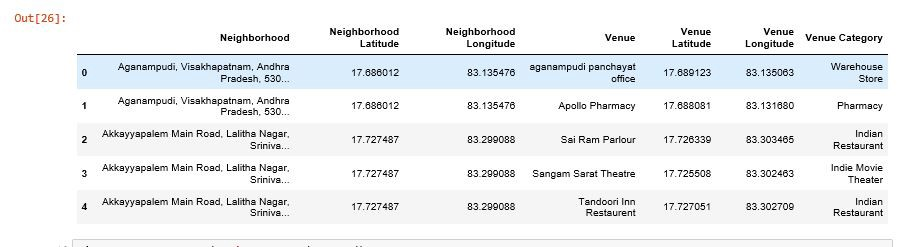 Out[26]:
Neighborhood Neighborhood Latitude Neighborhood Longitude Venue Venue Latitude Venue Longitude Venue Category
0 Aganampudi, Visakhapatnam, Andhra Pradesh, 530... 17.686012 83.135476 aganampudi panchayat office 17.689123 83.135063 Warehouse Store
1 Aganampudi, Visakhapatnam, Andhra Pradesh, 530... 17.686012 83.135476 Apollo Pharmacy 17.688081 83.131680 Pharmacy
2 Akkayyapalem Main Road, Lalitha Nagar, Sriniva... 17.727487 83.299088 Sai Ram Parlour 17.726339 83.303465 Indian Restaurant
3 Akkayyapalem Main Road, Lalitha Nagar, Sriniva... 17.727487 83.299088 Sangam Sarat Theatre 17.725508 83.302463 Indie Movie Theater
4 Akkayyapalem Main Road, Lalitha Nagar, Sriniva... 17.727487 83.299088 Tandoori Inn Restaurent 17.727051 83.302709 Indian Restaurant